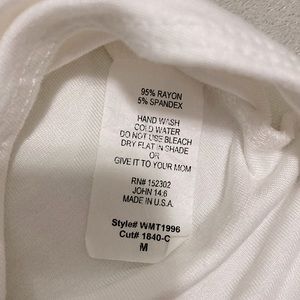 95% RAYON
5% SPANDEX
HAND WASH
COLD WATER
DO NOT USE BLEACH
DRY FLAT IN SHADE
OR
GIVE IT TO YOUR MOM
RN# 152302
JOHN 14:6
MADE IN U.S.A.
Style# WMT1996
Cut# 1840-C
M